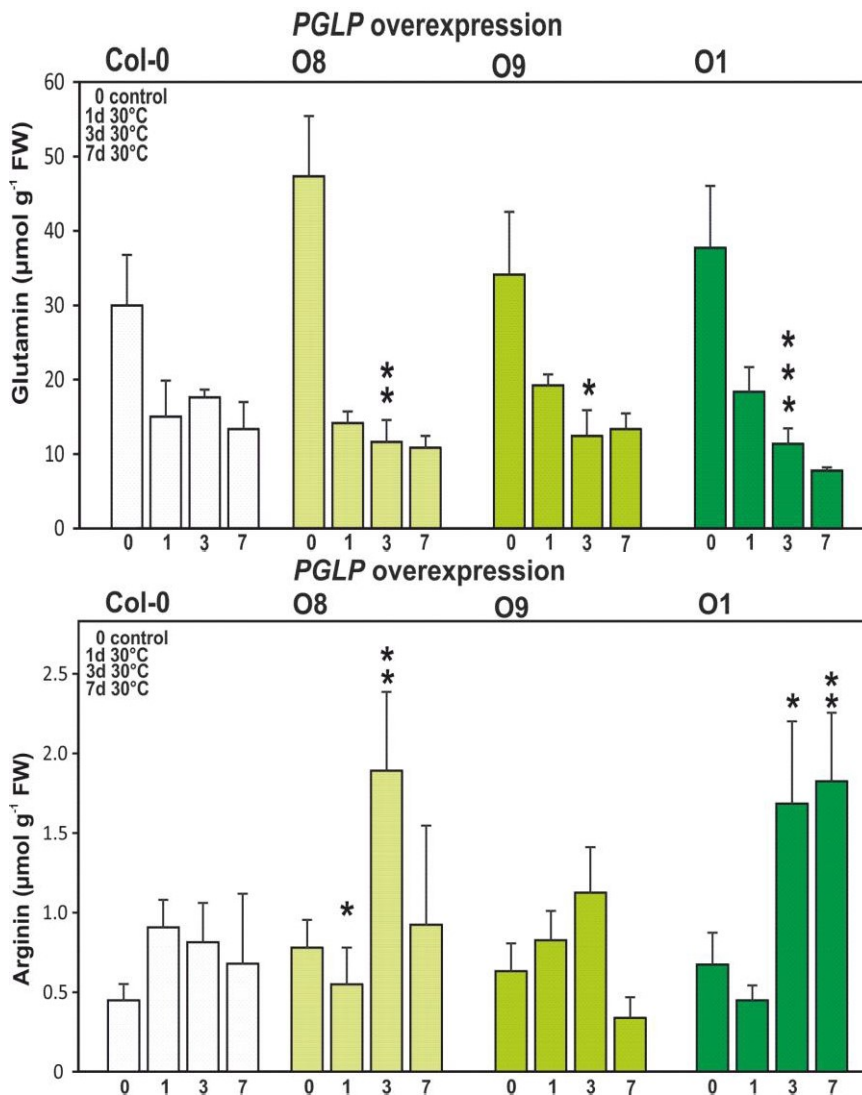 PGLP overexpression
Col-0 O8 O9 O1
60
0 control
1d 30°C
3d 30°C
7d 30°C
50
40
30
20
10
0
Glutamin (µmol g⁻¹ FW)
* * * * * *
0 1 3 7 0 1 3 7 0 1 3 7 0 1 3 7
PGLP overexpression
Col-0 O8 O9 O1
0 control
1d 30°C
3d 30°C
7d 30°C
2.5
2.0
1.5
1.0
0.5
0
Arginin (µmol g⁻¹ FW)
* * * * * *
0 1 3 7 0 1 3 7 0 1 3 7 0 1 3 7